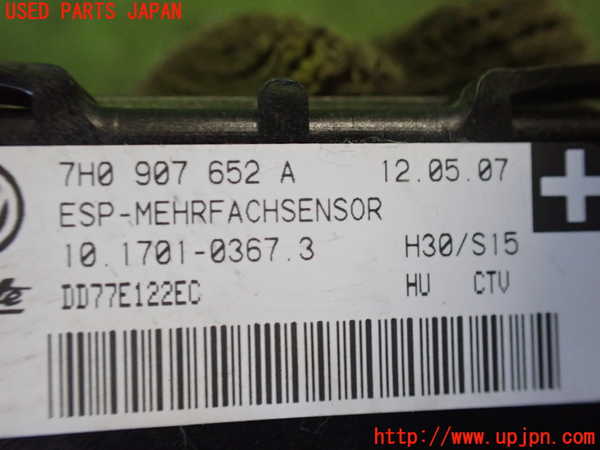 USED PARTS JAPAN
7H0 907 652 A 12.05.07
ESP-MEHRFACHSENSOR
10.1701-0367.3 H30/S15
DD77E122EC HU CTV
http://www.upjpn.com